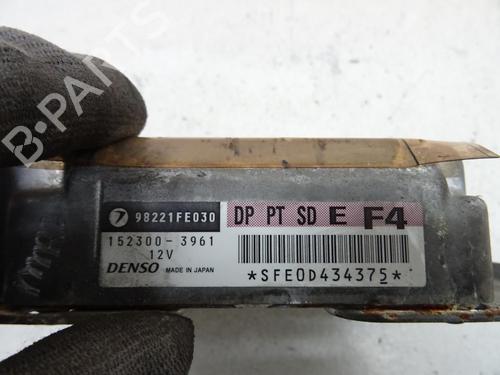 B-PARTS
7 98221FE030 DP PT SD E F4
152300-3961
12V
DENSO MADE IN JAPAN
*SFE0D434375*